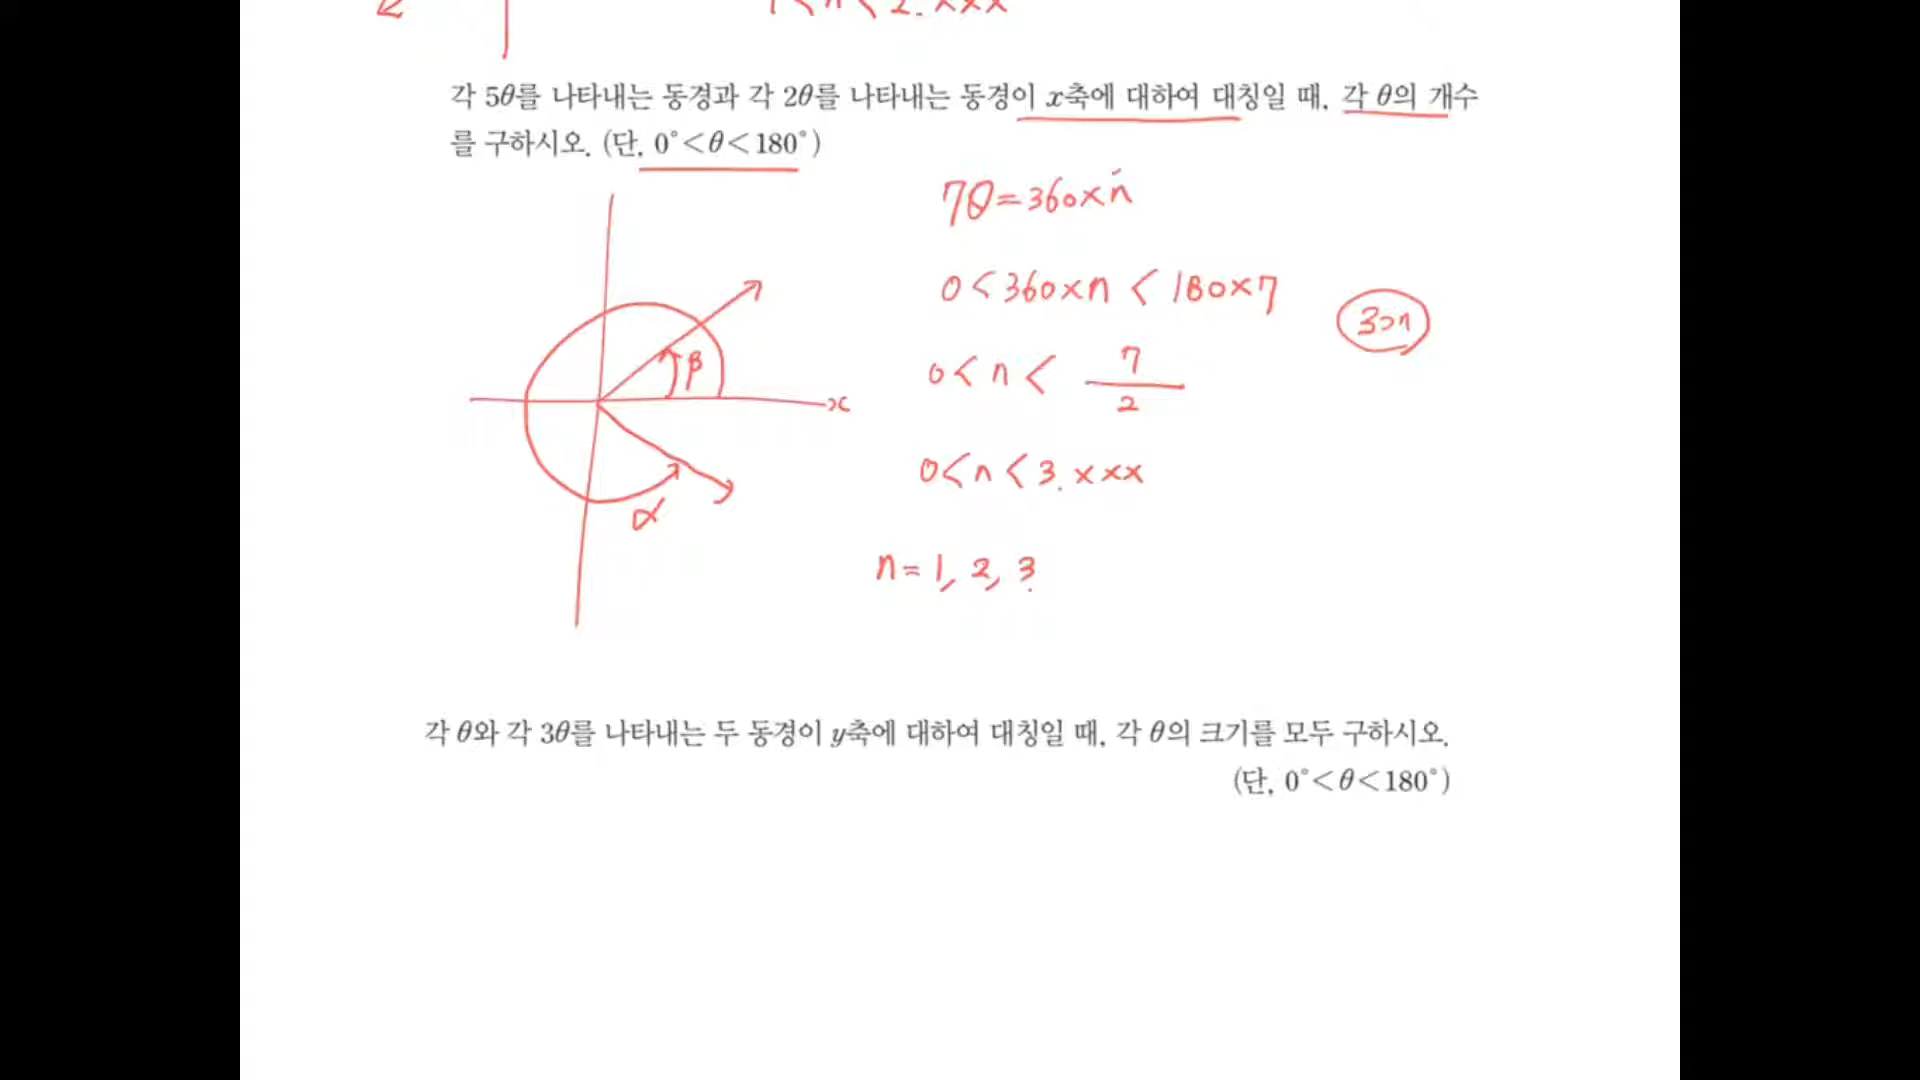 1 < n < 2.xxx
각 5θ를 나타내는 동경과 각 2θ를 나타내는 동경이 x축에 대하여 대칭일 때, 각 θ의 개수
를 구하시오. (단, 0°<θ<180°)
7θ=360×n
0<360×n<180×7
3개
0<n<7/2
β
x
0<n<3.xxx
α
n=1, 2, 3
각 θ와 각 3θ를 나타내는 두 동경이 y축에 대하여 대칭일 때, 각 θ의 크기를 모두 구하시오.
(단, 0°<θ<180°)